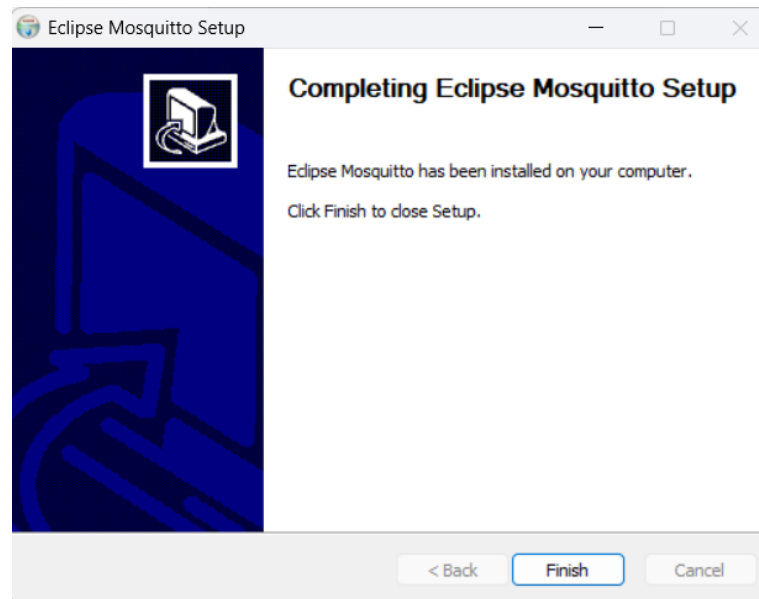 Eclipse Mosquitto Setup
Completing Eclipse Mosquitto Setup
Eclipse Mosquitto has been installed on your computer.
Click Finish to close Setup.
< Back
Finish
Cancel